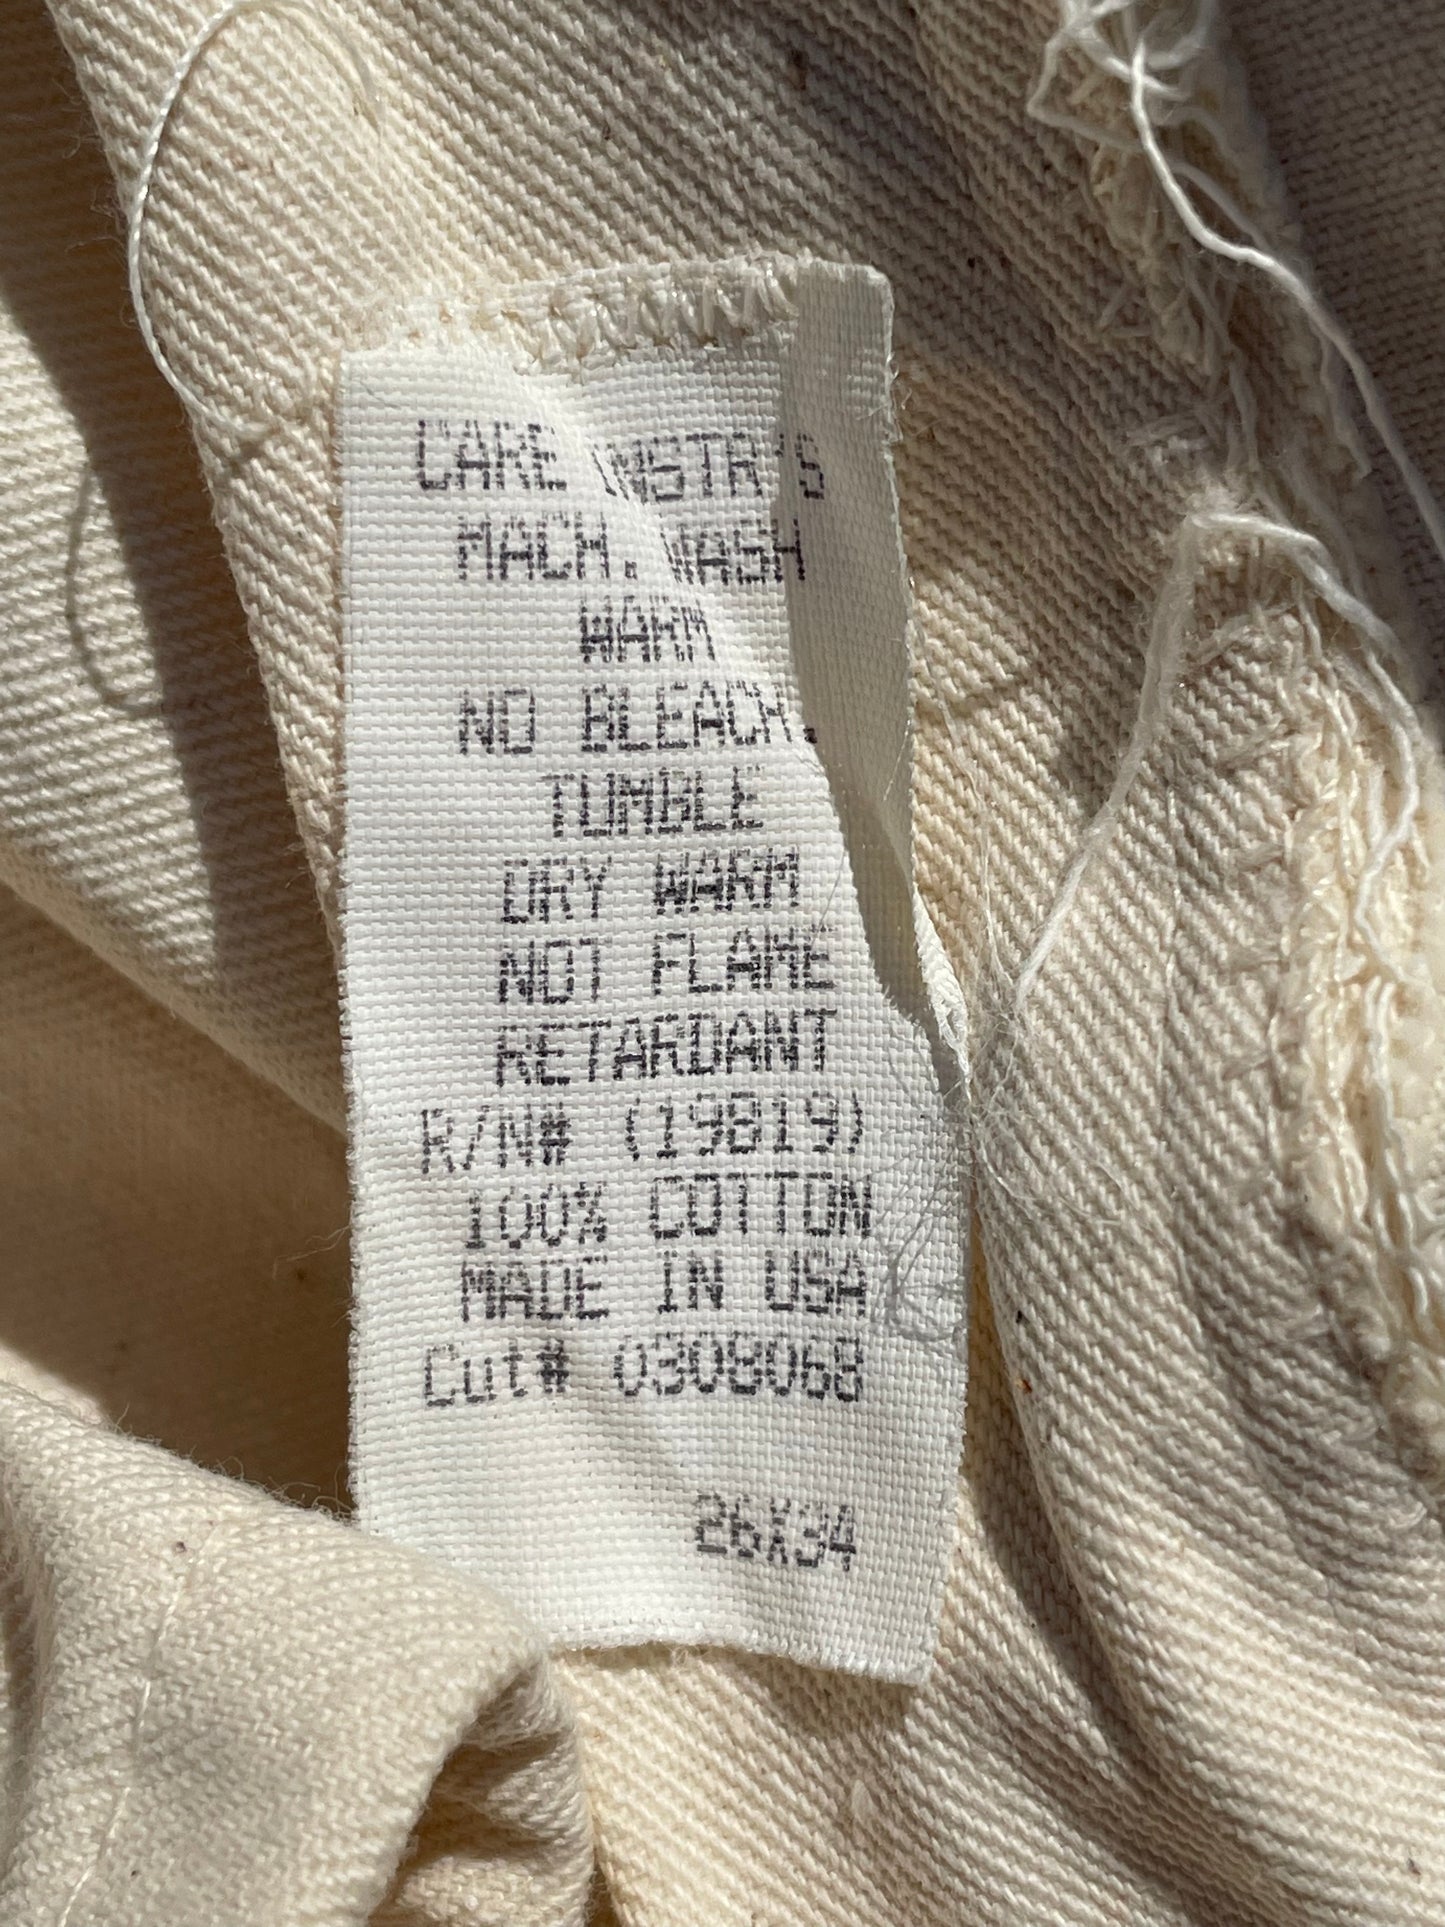 CARE INSTR'S
MACH. WASH
WARM
NO BLEACH.
TUMBLE
DRY WARM
NOT FLAME
RETARDANT
R/N# (19819)
100% COTTON
MADE IN USA
Cut# 0308068
26X34